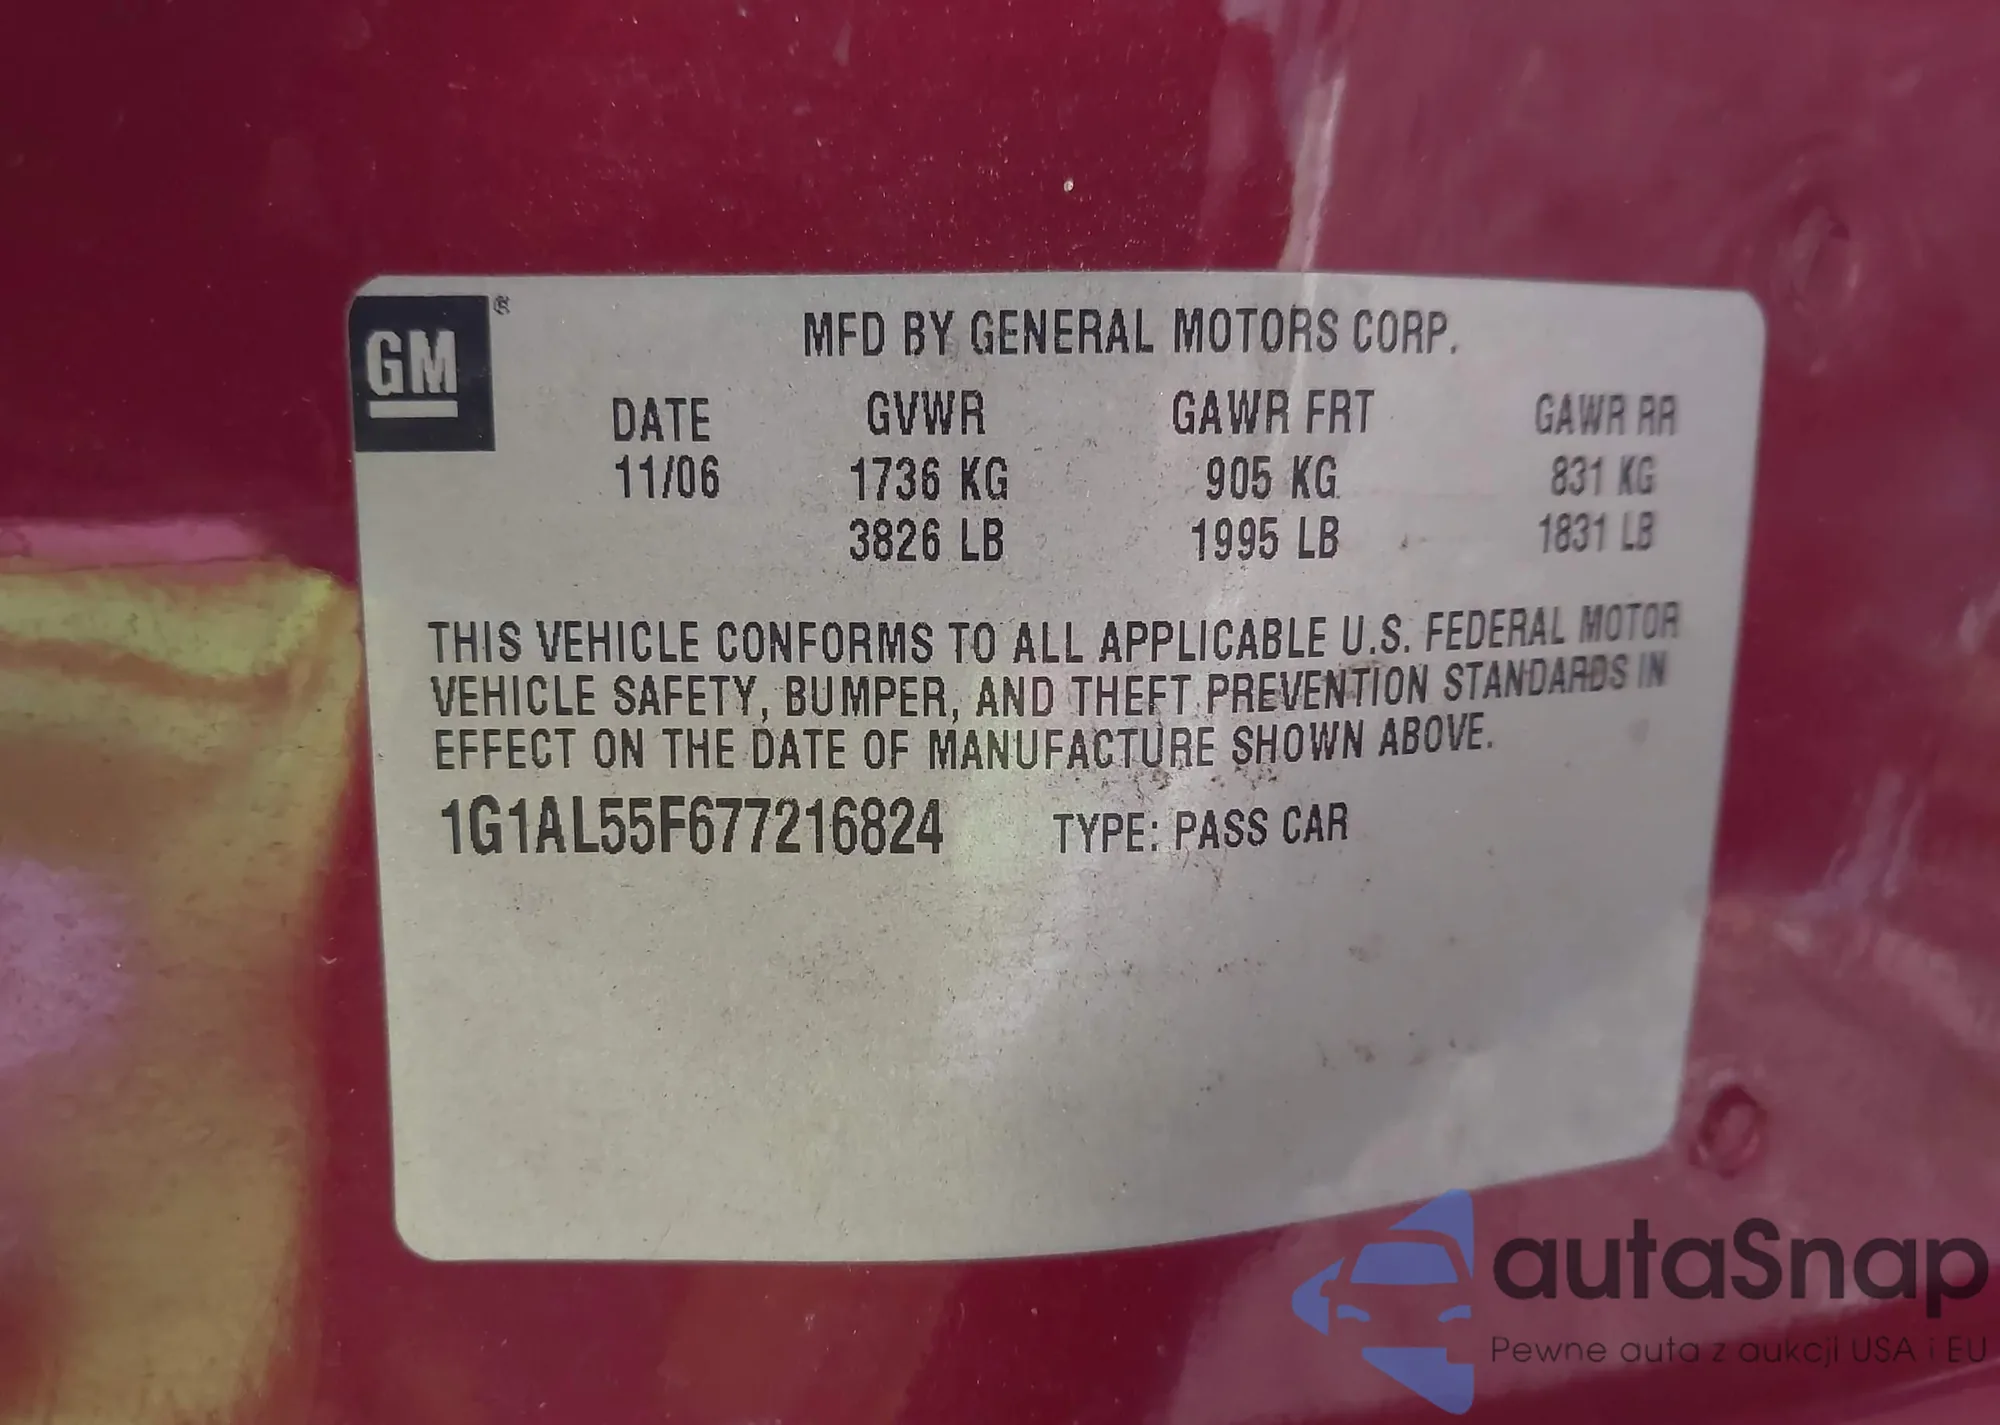 GM ®
MFD BY GENERAL MOTORS CORP.
DATE GVWR GAWR FRT GAWR RR
11/06 1736 KG 905 KG 831 KG
3826 LB 1995 LB 1831 LB
THIS VEHICLE CONFORMS TO ALL APPLICABLE U.S. FEDERAL MOTOR
VEHICLE SAFETY, BUMPER, AND THEFT PREVENTION STANDARDS IN
EFFECT ON THE DATE OF MANUFACTURE SHOWN ABOVE.
1G1AL55F677216824 TYPE: PASS CAR
autaSnap
Pewne auta z aukcji USA i EU